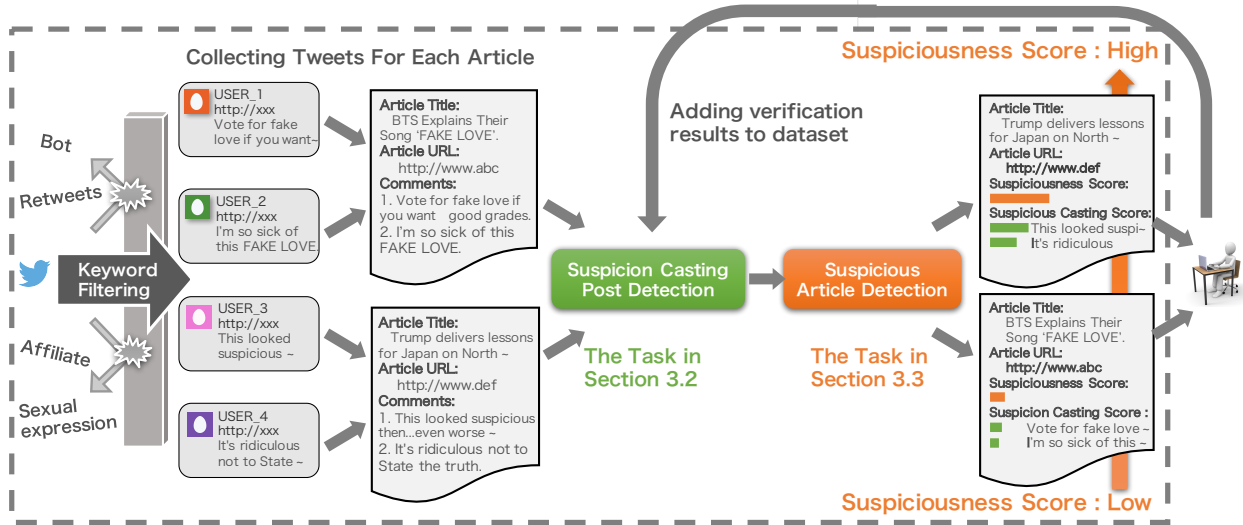 Collecting Tweets For Each Article
Suspiciousness Score : High
Bot
Retweets
Keyword
Filtering
Affiliate
Sexual
expression
USER_1
http://xxx
Vote for fake
love if you want~
USER_2
http://xxx
I'm so sick of
this FAKE LOVE.
USER_3
http://xxx
This looked
suspicious ~
USER_4
http://xxx
It's ridiculous
not to State ~
Article Title:
BTS Explains Their
Song 'FAKE LOVE'.
Article URL:
http://www.abc
Comments:
1. Vote for fake love if
you want good grades.
2. I'm so sick of this
FAKE LOVE.
Article Title:
Trump delivers lessons
for Japan on North ~
Article URL:
http://www.def
Comments:
1. This looked suspicious
then...even worse ~
2. It's ridiculous not to
State the truth.
Adding verification
results to dataset
Suspicion Casting
Post Detection
The Task in
Section 3.2
Suspicious
Article Detection
The Task in
Section 3.3
Article Title:
Trump delivers lessons
for Japan on North ~
Article URL:
http://www.def
Suspiciousness Score:
Suspicious Casting Score:
This looked suspi~
It's ridiculous
Article Title:
BTS Explains Their
Song 'FAKE LOVE'.
Article URL:
http://www.abc
Suspiciousness Score:
Suspicion Casting Score :
Vote for fake love ~
I'm so sick of this ~
Suspiciousness Score : Low